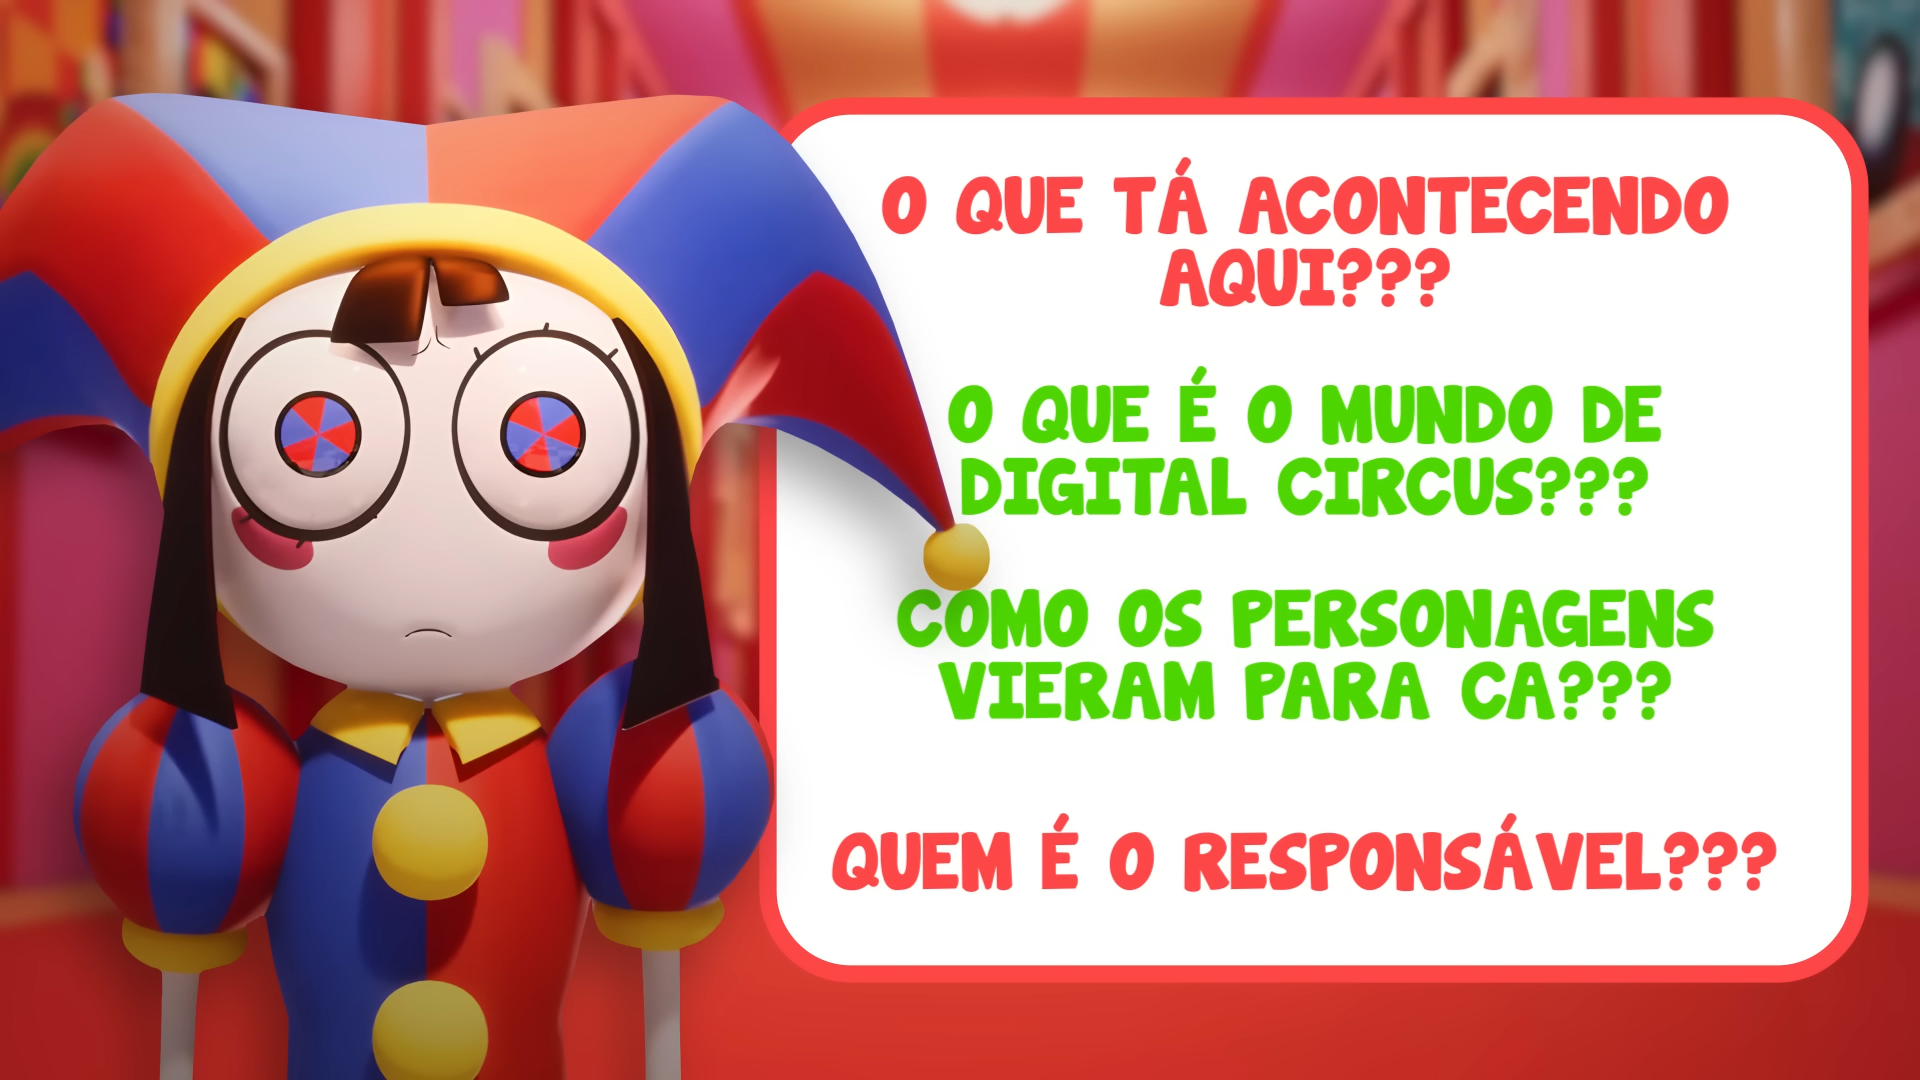 O QUE TÁ ACONTECENDO
AQUI???
O QUE É O MUNDO DE
DIGITAL CIRCUS???
COMO OS PERSONAGENS
VIERAM PARA CA???
QUEM É O RESPONSÁVEL???